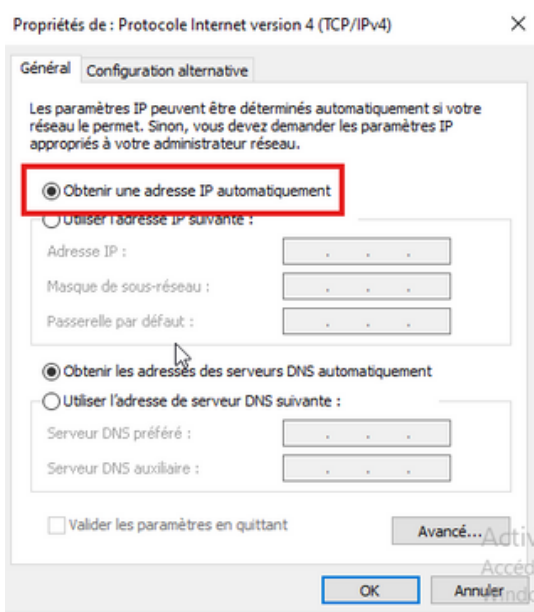 Propriétés de : Protocole Internet version 4 (TCP/IPv4)
Général Configuration alternative
Les paramètres IP peuvent être déterminés automatiquement si votre
réseau le permet. Sinon, vous devez demander les paramètres IP
appropriés à votre administrateur réseau.
Obtenir une adresse IP automatiquement
Utiliser l'adresse IP suivante :
Adresse IP :
Masque de sous-réseau :
Passerelle par défaut :
Obtenir les adresses des serveurs DNS automatiquement
Utiliser l'adresse de serveur DNS suivante :
Serveur DNS préféré :
Serveur DNS auxiliaire :
Valider les paramètres en quittant
Avancé...
Activ
Accéd
OK Annuler